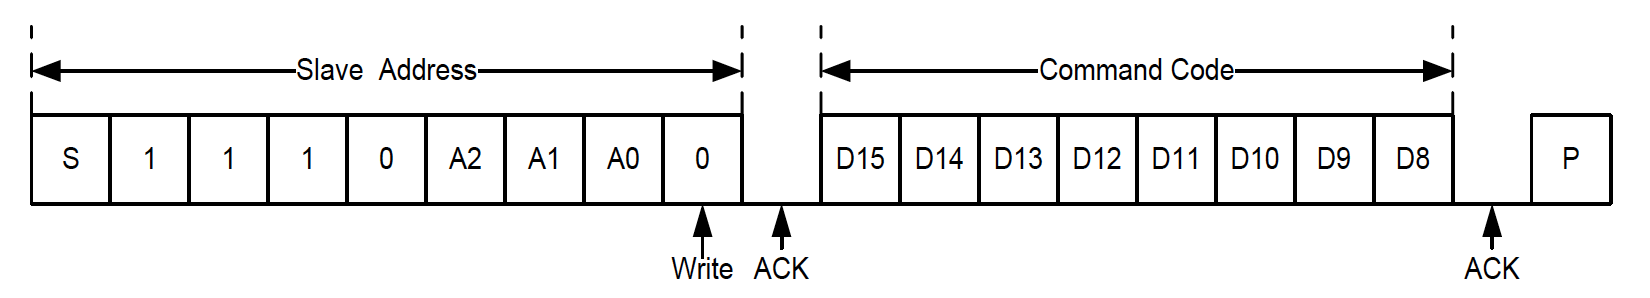 Slave Address Command Code
S 1 1 1 0 A2 A1 A0 0 D15 D14 D13 D12 D11 D10 D9 D8 P
Write ACK ACK